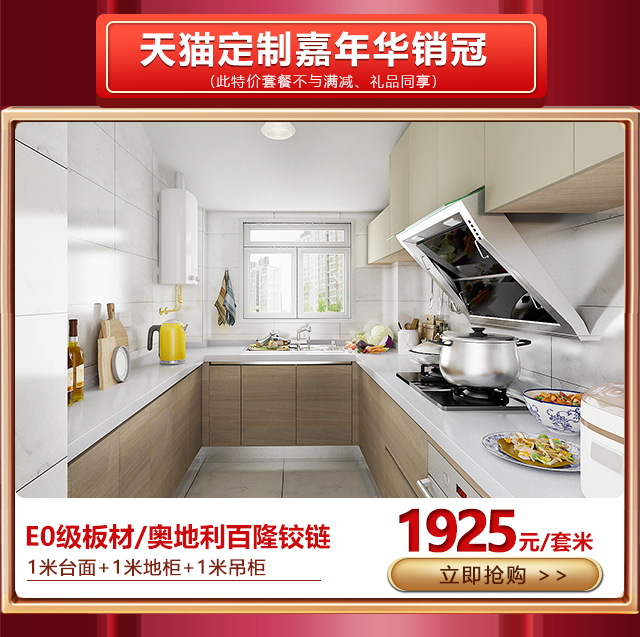 天猫定制嘉年华销冠
(此特价套餐不与满减、礼品同享)
E0级板材/奥地利百隆铰链
1925元/套米
1米台面+1米地柜+1米吊柜
立即抢购 >>